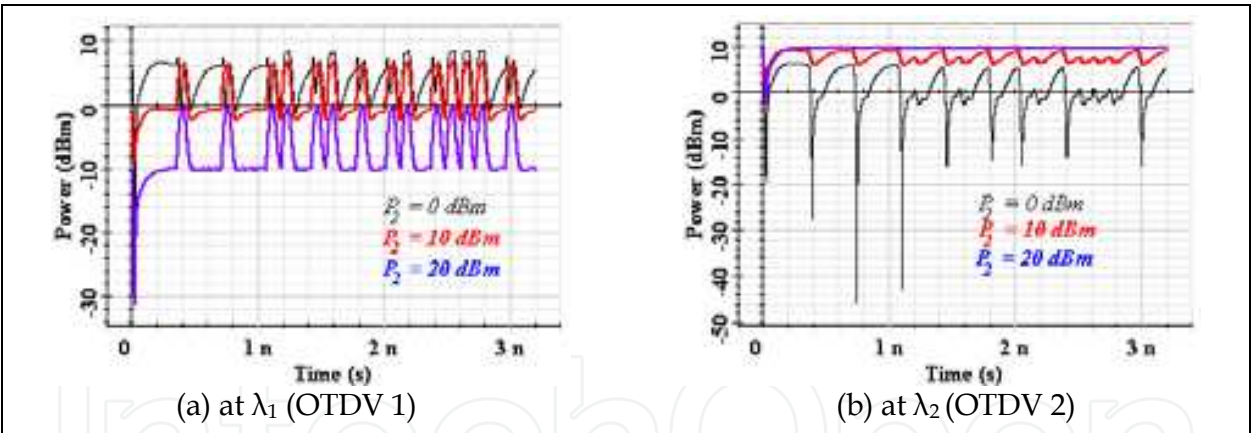 10
0
-10
-20
-30
Power (dBm)
P2 = 0 dBm
P2 = 10 dBm
P2 = 20 dBm
0
1 n
2 n
3 n
Time (s)
(a) at λ1 (OTDV 1)
10
0
-10
-20
-30
-40
-50
Power (dBm)
P2 = 0 dBm
P2 = 10 dBm
P2 = 20 dBm
0
1 n
2 n
3 n
Time (s)
(b) at λ2 (OTDV 2)